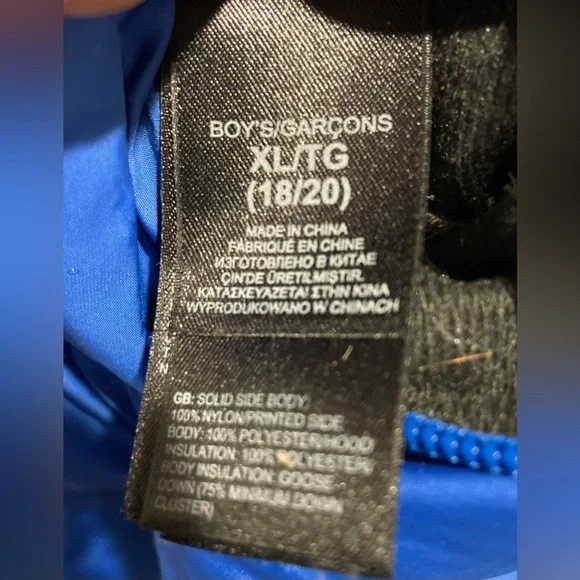 BOY'S/GARÇONS
XL/TG
(18/20)
MADE IN CHINA
FABRIQUÉ EN CHINE
ИЗГОТОВЛЕНО В КИТАЕ
ÇIN'DE ÜRETILMISTIR.
ΚΑΤΑΣΚΕΥΑΖΕΤΑΙ ΣΤΗΝ ΚΙΝΑ
WYPRODUKOWANO W CHINACH
GB: SOLID SIDE BODY:
100% NYLON/PRINTED SIDE
BODY: 100% POLYESTER/HOOD
INSULATION: 100% POLYESTER/
BODY INSULATION: GOOSE
DOWN (75% MINIMUM DOWN
CLUSTER)